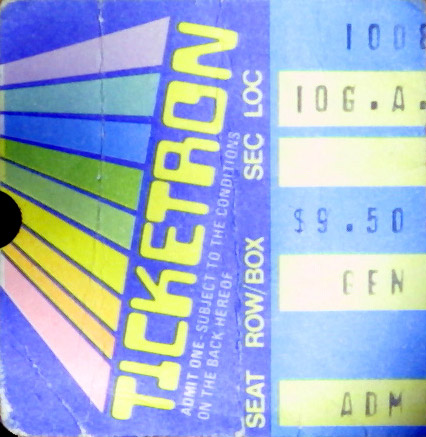 TICKETRON
ADMIT ONE-SUBJECT TO THE CONDITIONS
ON THE BACK HEREOF
SEAT ROW/BOX SEC LOC
1008
10G.A.
$9.50
GEN
ADM